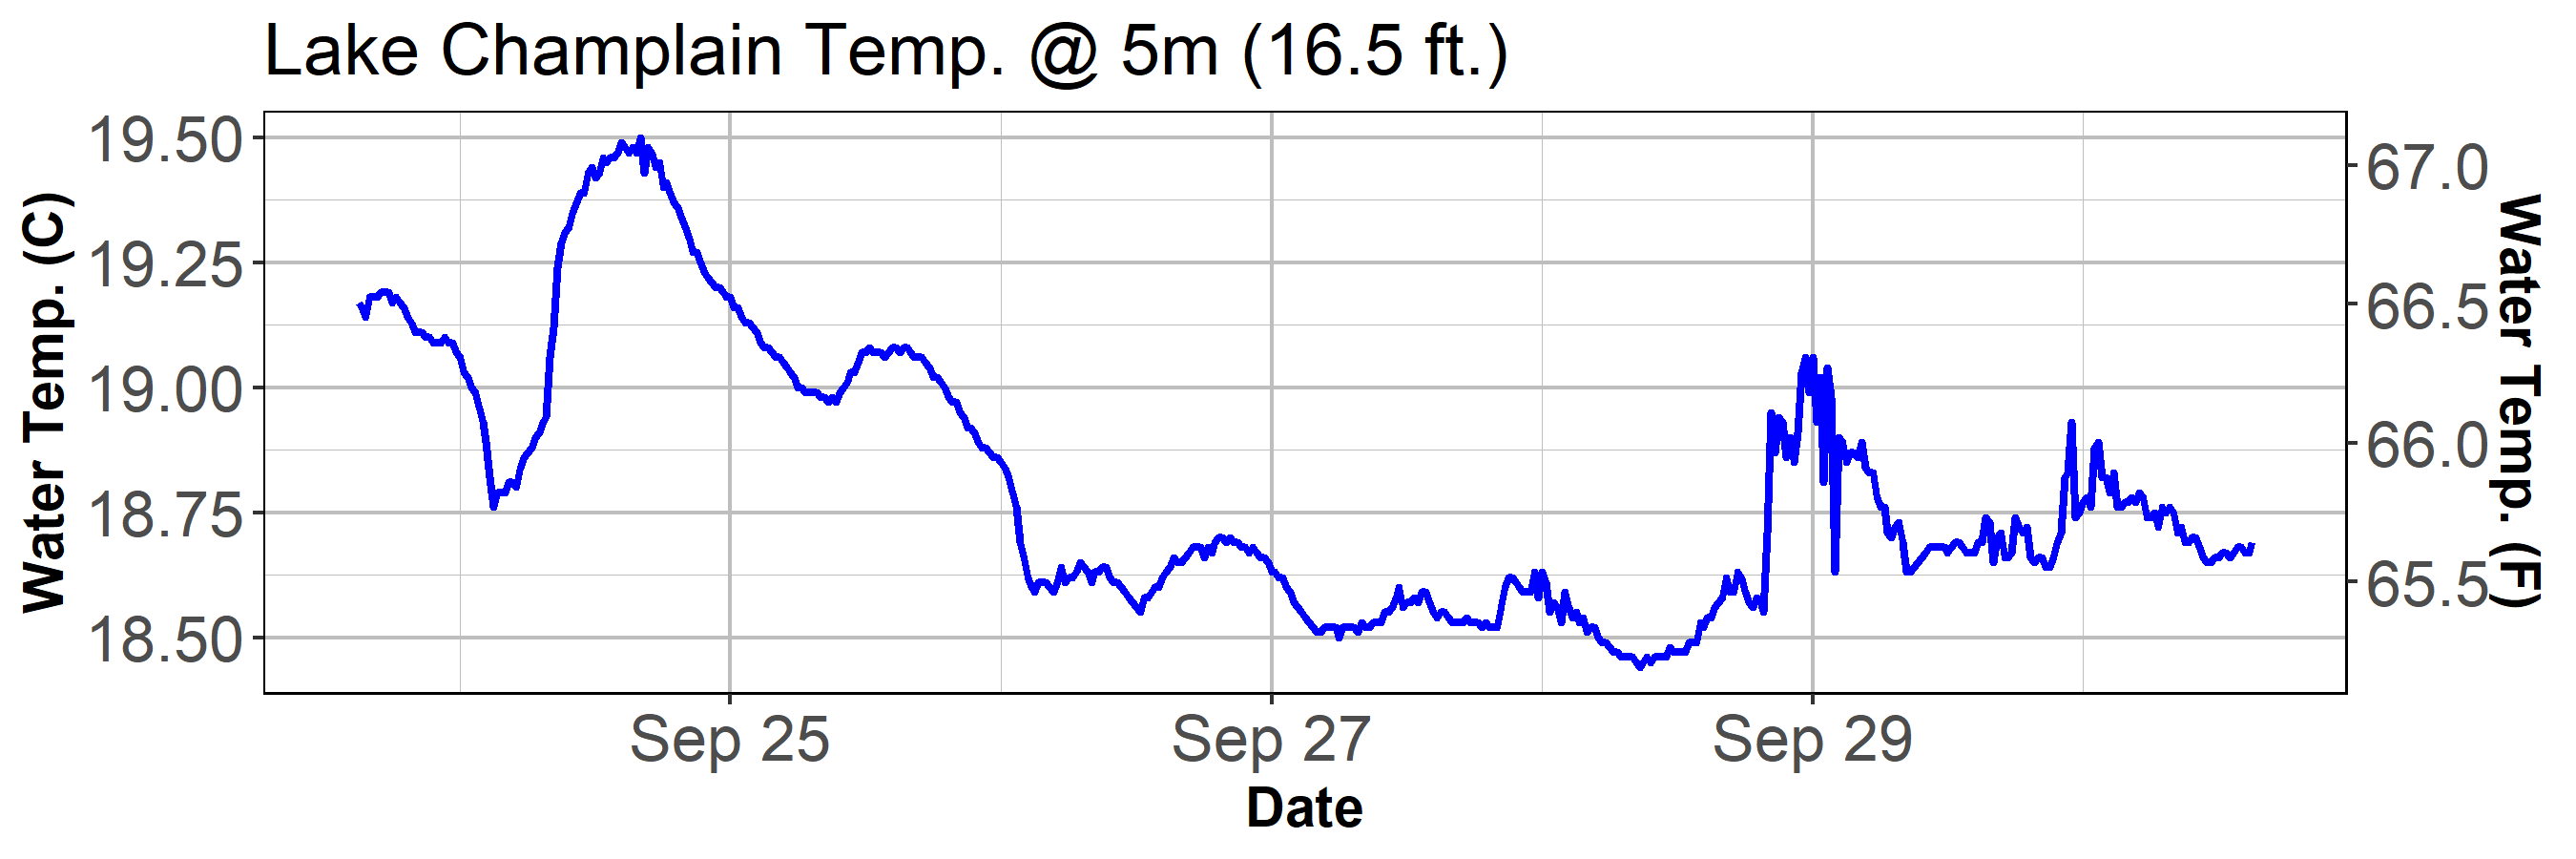 Lake Champlain Temp. @ 5m (16.5 ft.)
Water Temp. (C)
19.50
19.25
19.00
18.75
18.50
67.0
66.5
66.0
65.5
Water Temp. (F)
Sep 25
Sep 27
Sep 29
Date